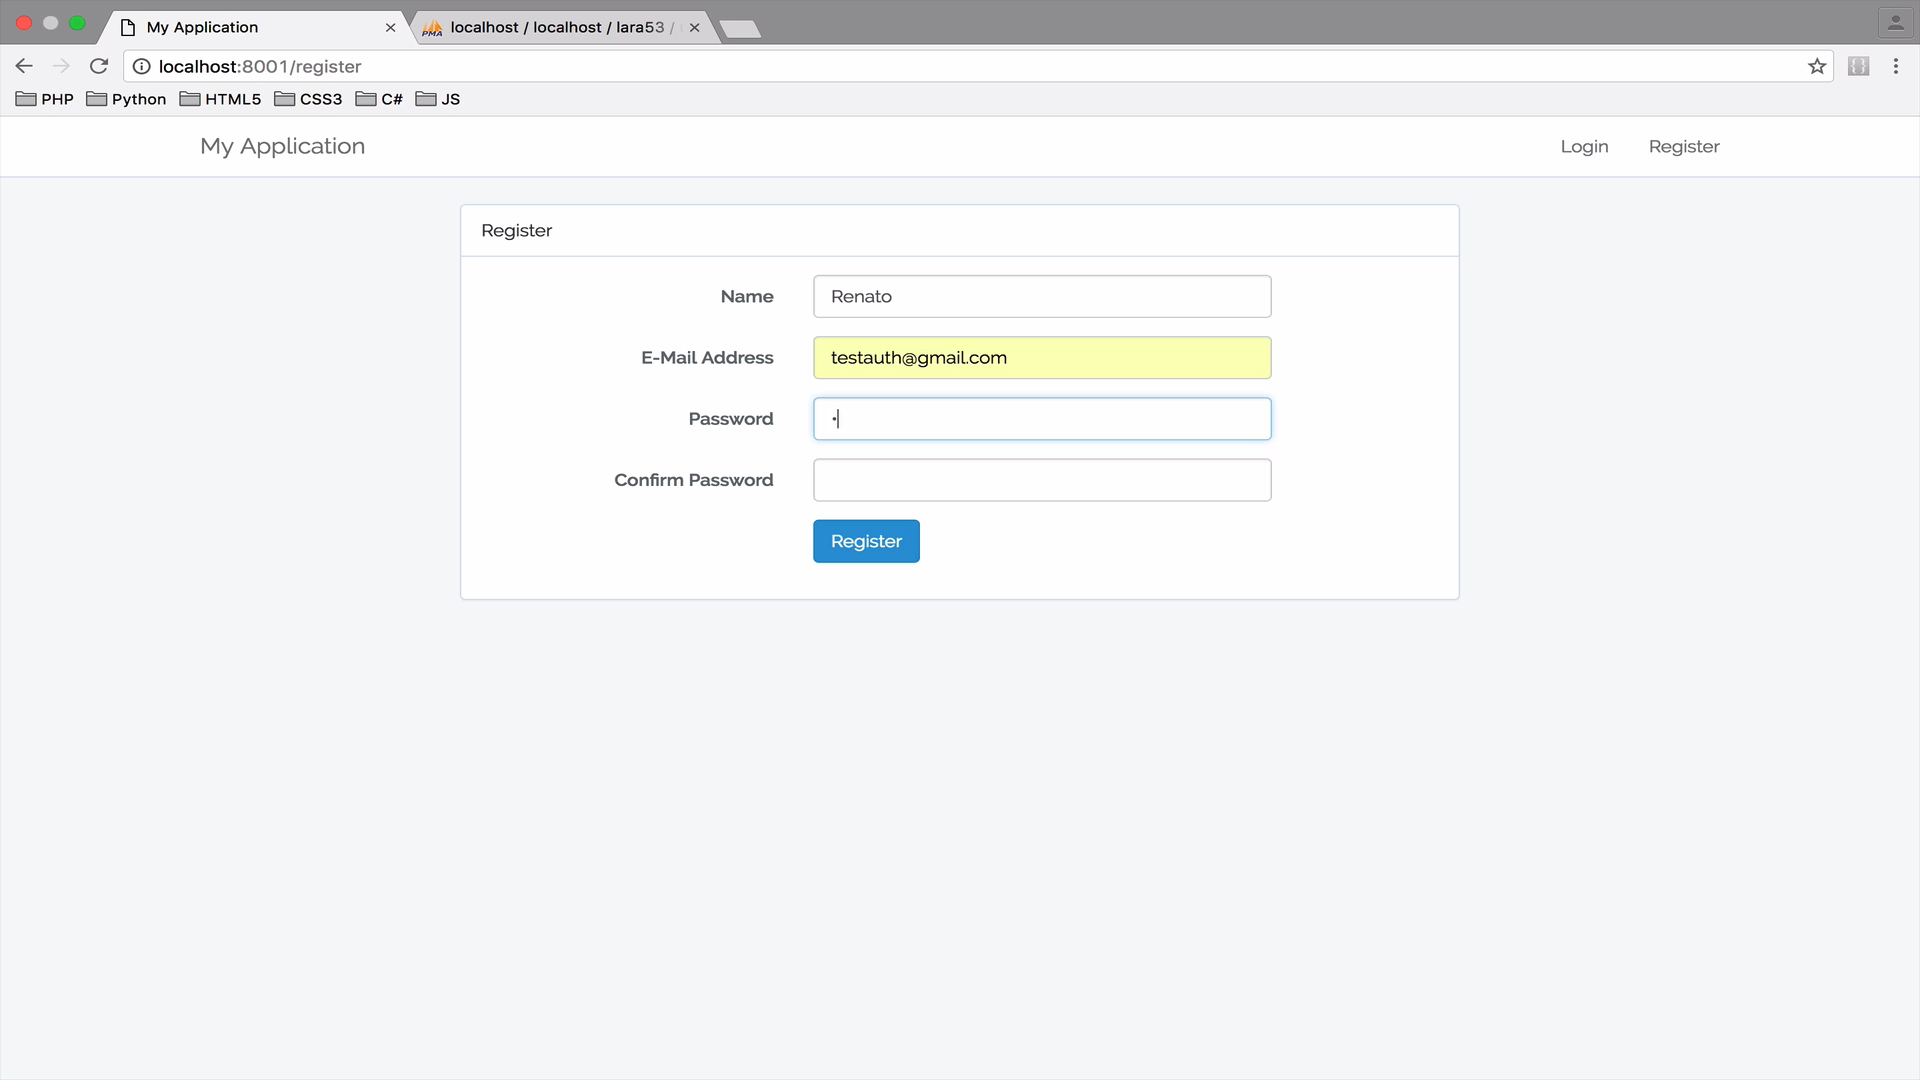 My Application
PMA localhost / localhost / lara53 /
localhost:8001/register
PHP Python HTML5 CSS3 C# JS
My Application Login Register
Register
Name Renato
E-Mail Address testauth@gmail.com
Password •
Confirm Password
Register